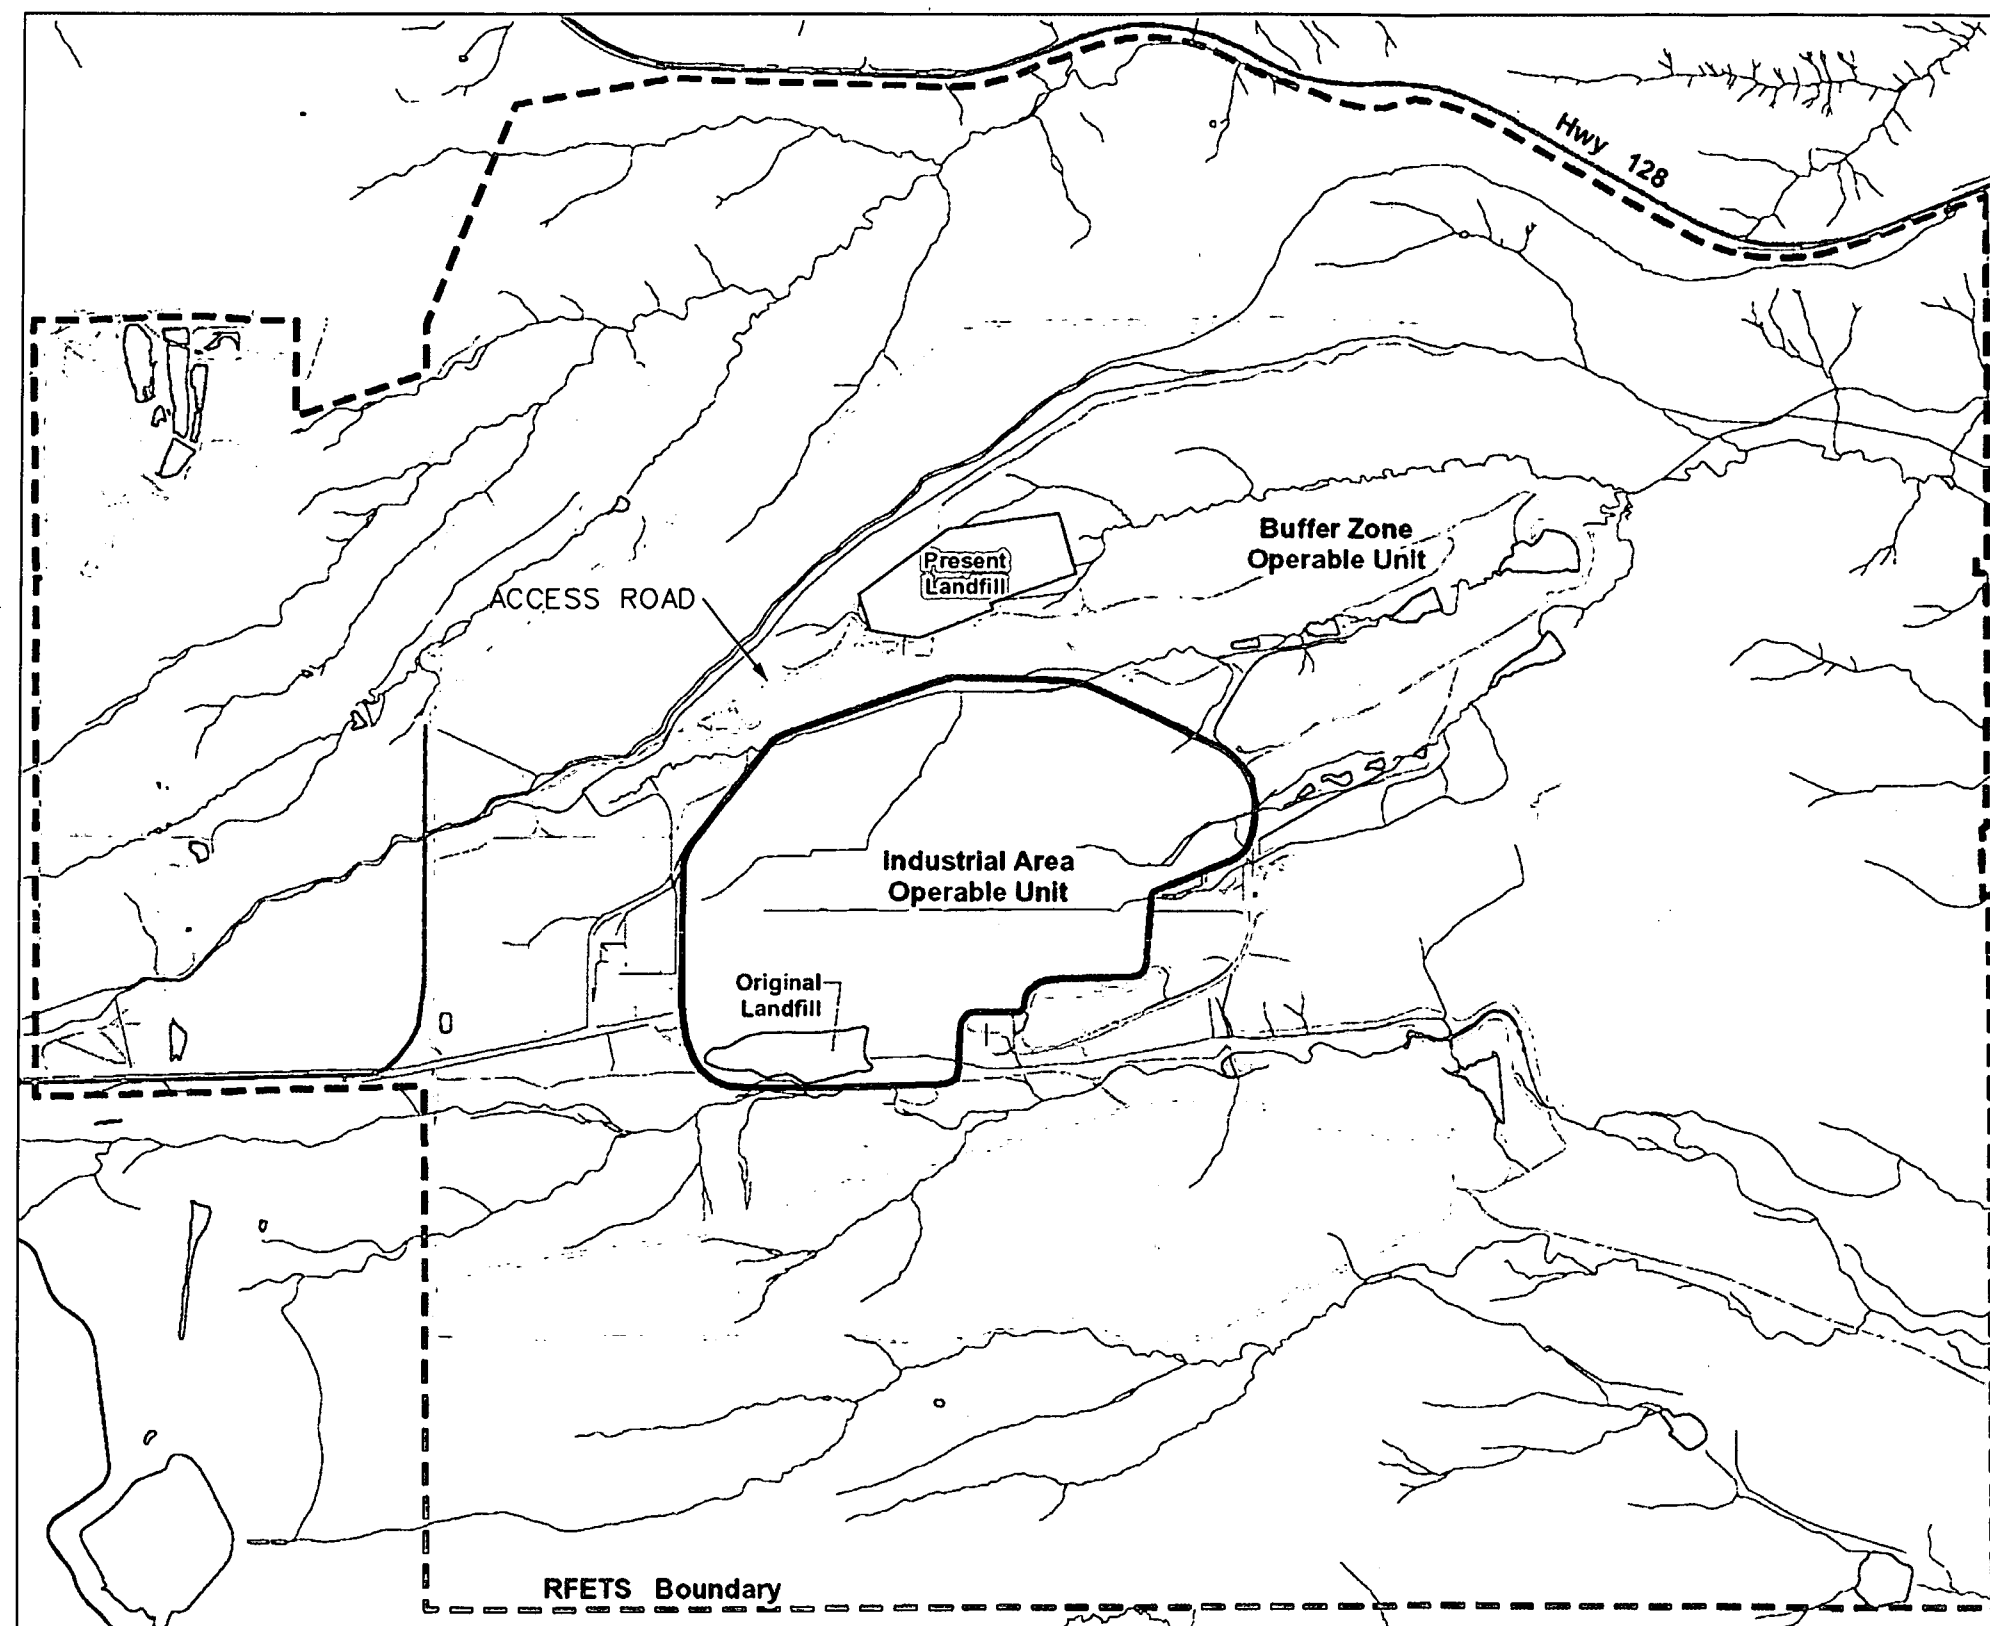 Hwy 128
Buffer Zone
Operable Unit
Present
Landfill
ACCESS ROAD
Industrial Area
Operable Unit
Original
Landfill
RFETS Boundary